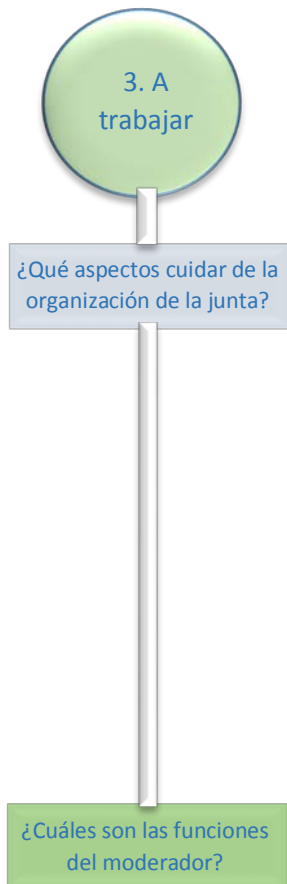 3. A
trabajar
¿Qué aspectos cuidar de la
organización de la junta?
¿Cuáles son las funciones
del moderador?